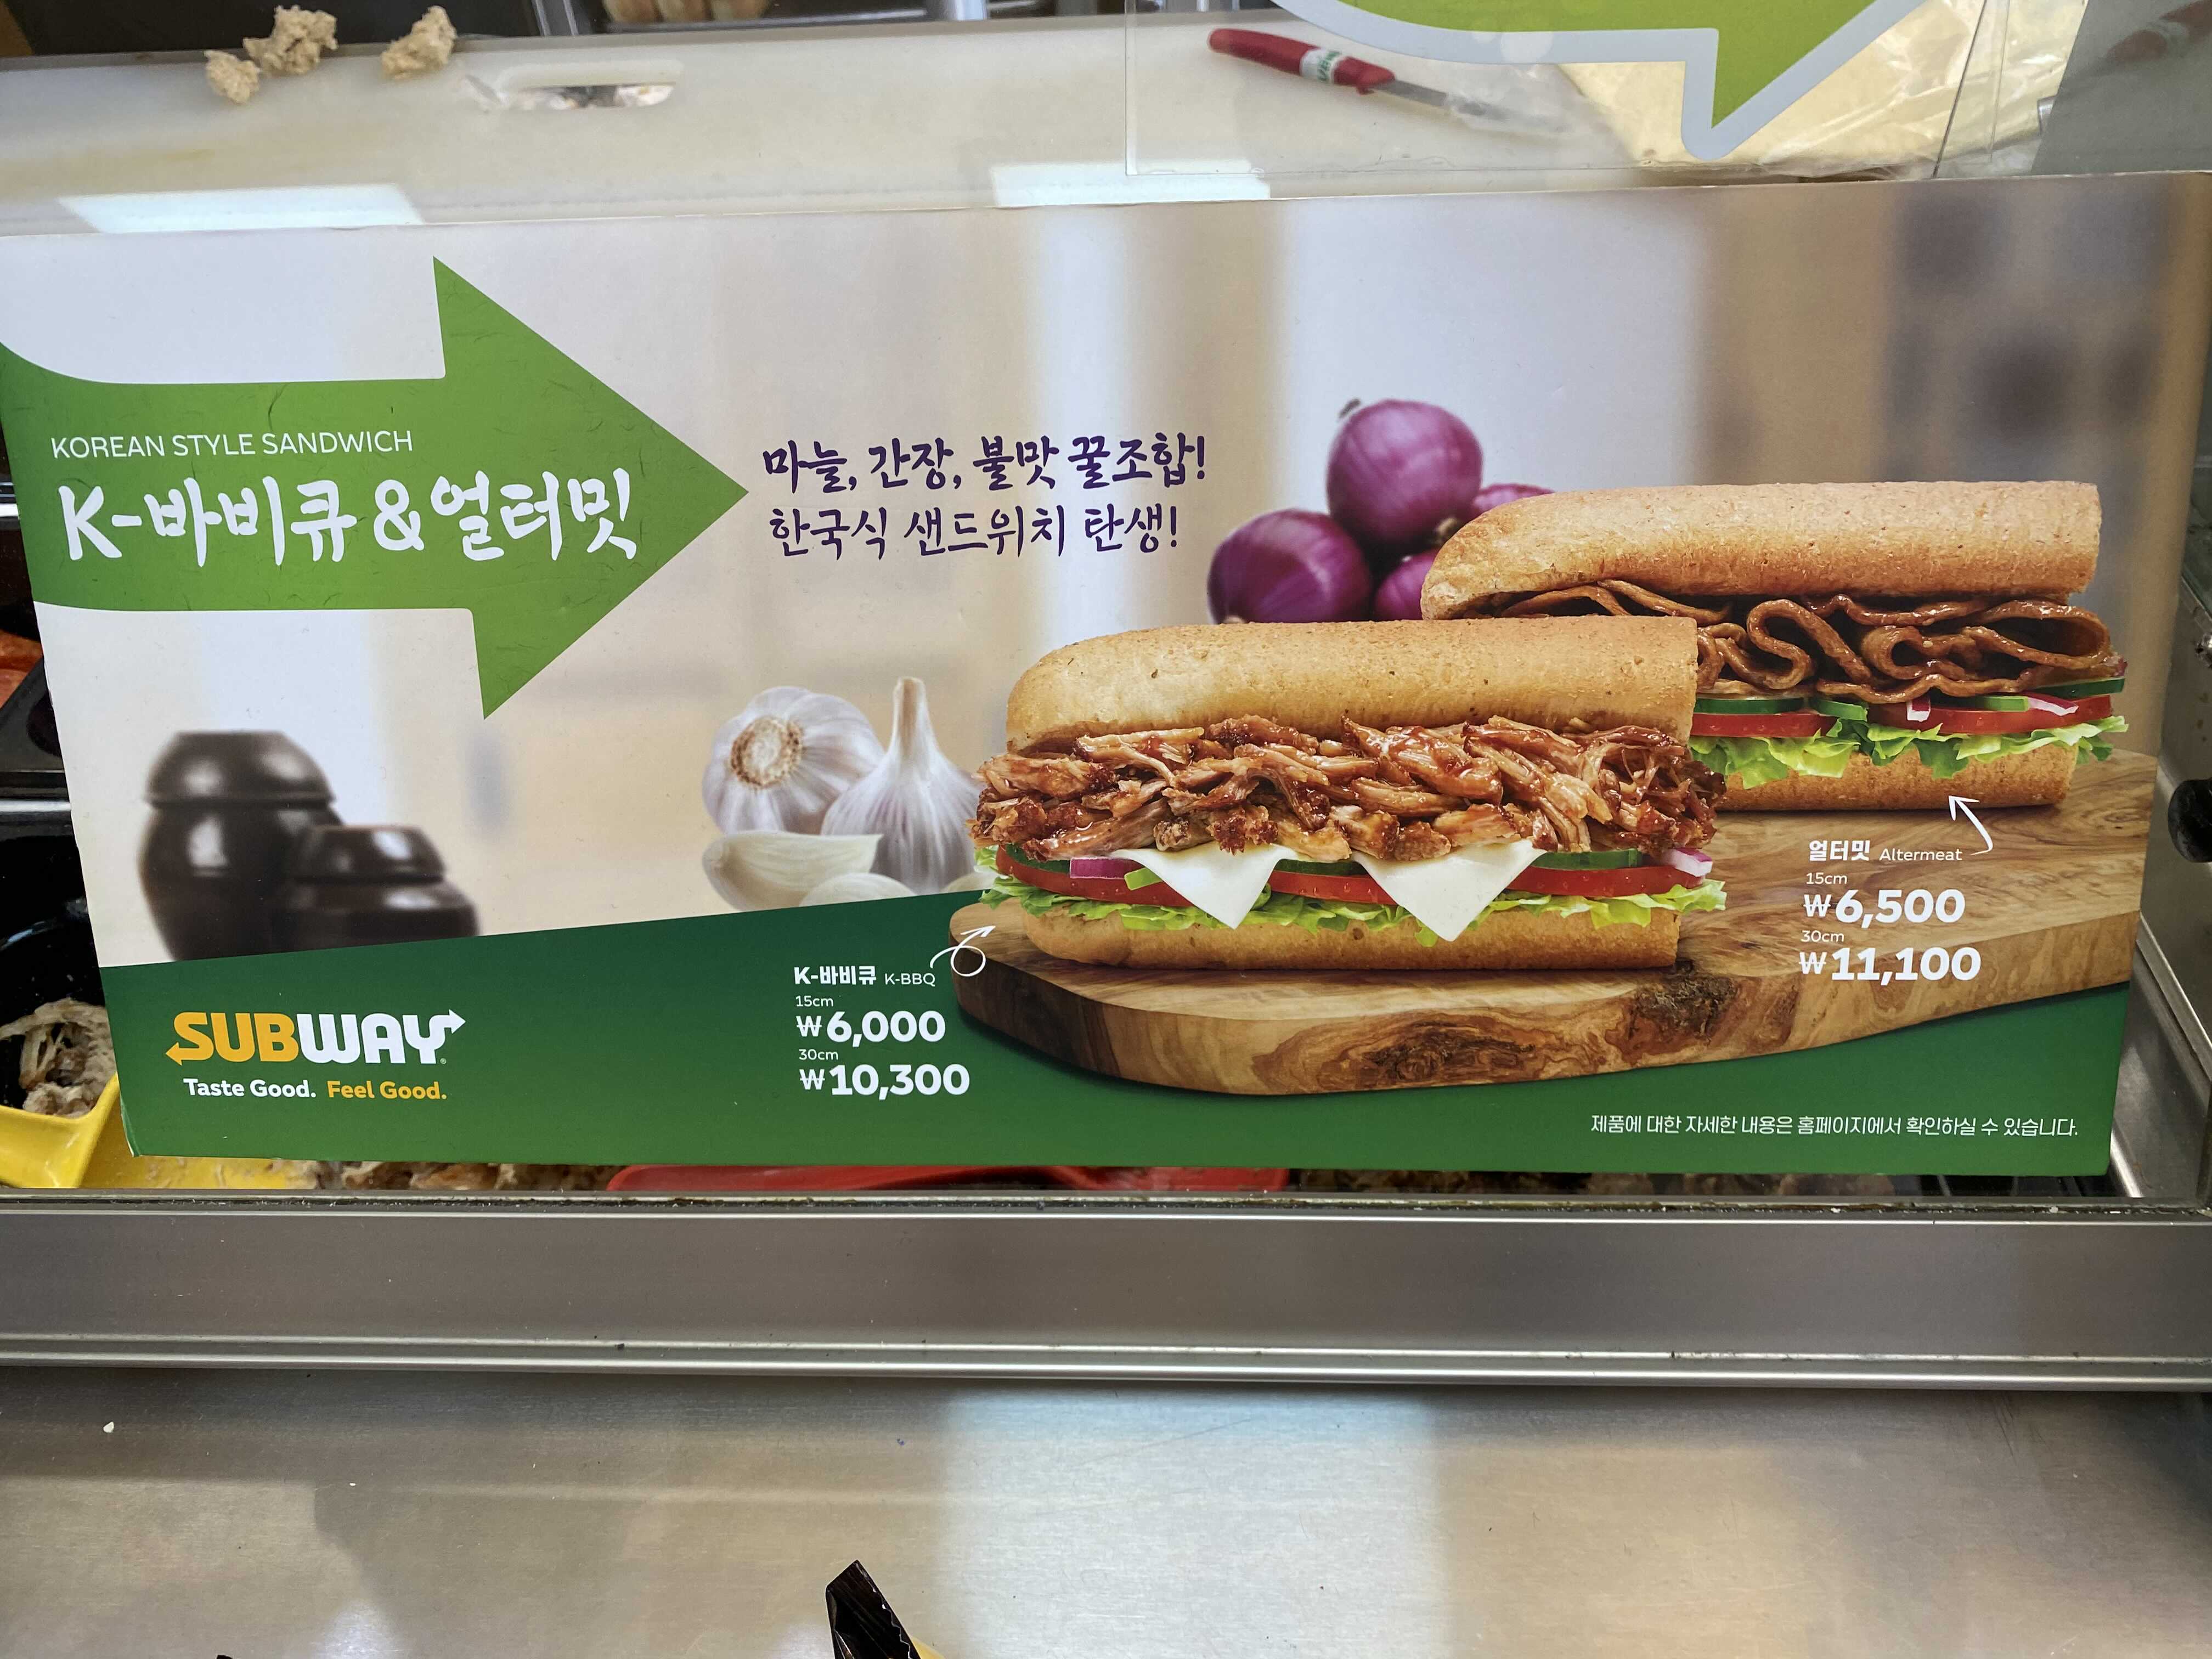 KOREAN STYLE SANDWICH
K-바비큐 & 얼터밋
마늘, 간장, 불맛 꿀조합!
한국식 샌드위치 탄생!
얼터밋 Altermeat
15cm
₩6,500
30cm
₩11,100
K-바비큐 K-BBQ
15cm
₩6,000
30cm
₩10,300
SUBWAY
Taste Good. Feel Good.
제품에 대한 자세한 내용은 홈페이지에서 확인하실 수 있습니다.